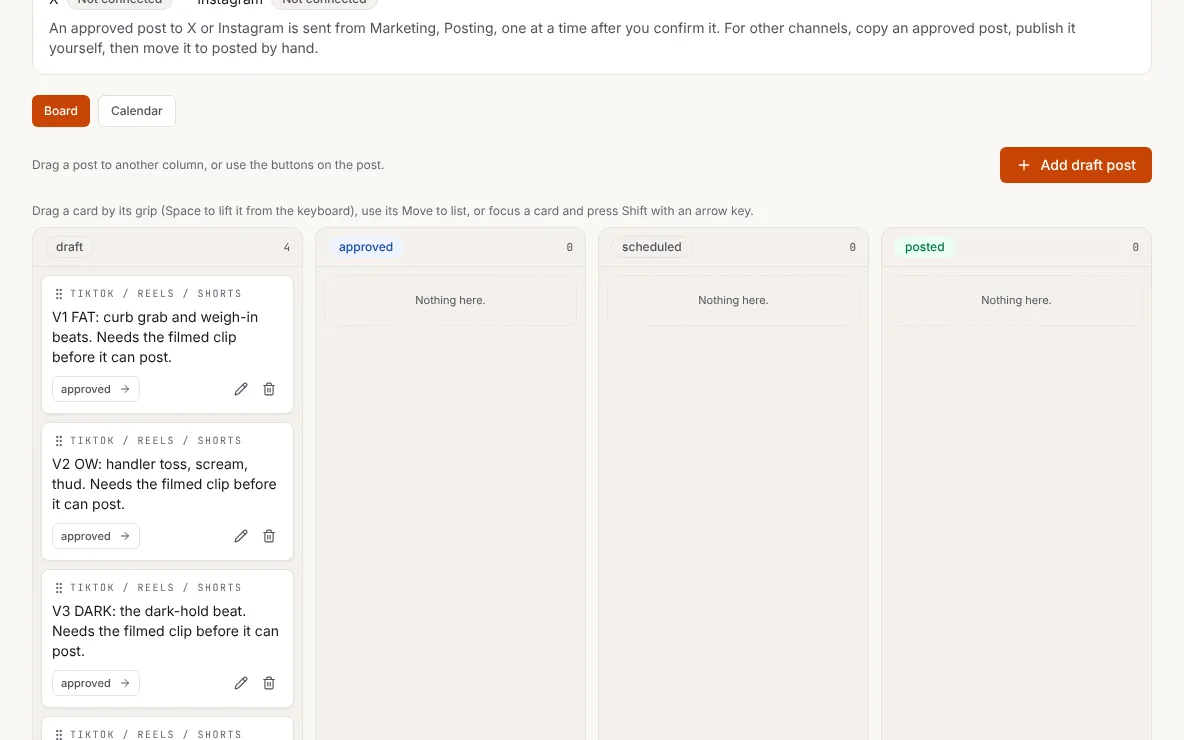 X Not connected Instagram Not connected
An approved post to X or Instagram is sent from Marketing, Posting, one at a time after you confirm it. For other channels, copy an approved post, publish it
yourself, then move it to posted by hand.
Board Calendar
Drag a post to another column, or use the buttons on the post.
+ Add draft post
Drag a card by its grip (Space to lift it from the keyboard), use its Move to list, or focus a card and press Shift with an arrow key.
draft 4
TIKTOK / REELS / SHORTS
V1 FAT: curb grab and weigh-in
beats. Needs the filmed clip
before it can post.
approved →
TIKTOK / REELS / SHORTS
V2 OW: handler toss, scream,
thud. Needs the filmed clip before
it can post.
approved →
TIKTOK / REELS / SHORTS
V3 DARK: the dark-hold beat.
Needs the filmed clip before it can
post.
approved →
TIKTOK / REELS / SHORTS
approved 0
Nothing here.
scheduled 0
Nothing here.
posted 0
Nothing here.